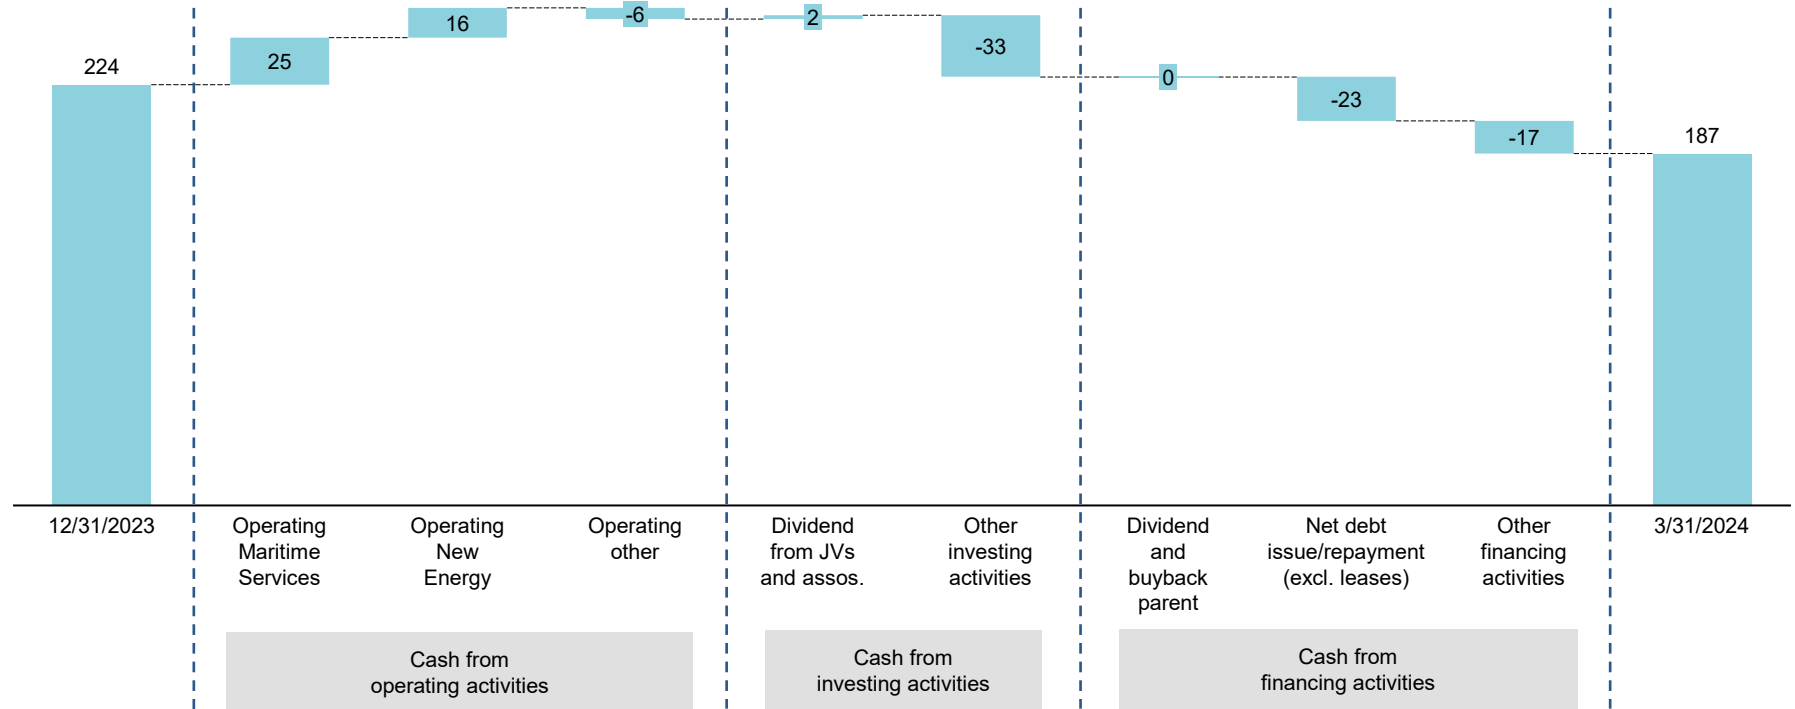 224
25
16
-6
2
-33
0
-23
-17
187
12/31/2023
Operating
Maritime
Services
Operating
New
Energy
Operating
other
Dividend
from JVs
and assos.
Other
investing
activities
Dividend
and
buyback
parent
Net debt
issue/repayment
(excl. leases)
Other
financing
activities
3/31/2024
Cash from
operating activities
Cash from
investing activities
Cash from
financing activities